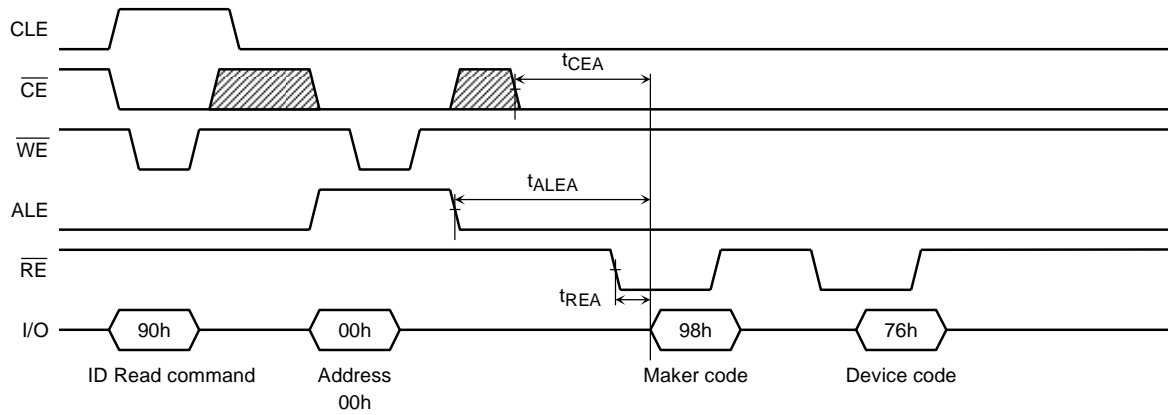 CLE
tCEA
CE
WE
tALEA
ALE
RE
tREA
I/O 90h 00h 98h 76h
ID Read command Address Maker code Device code
00h